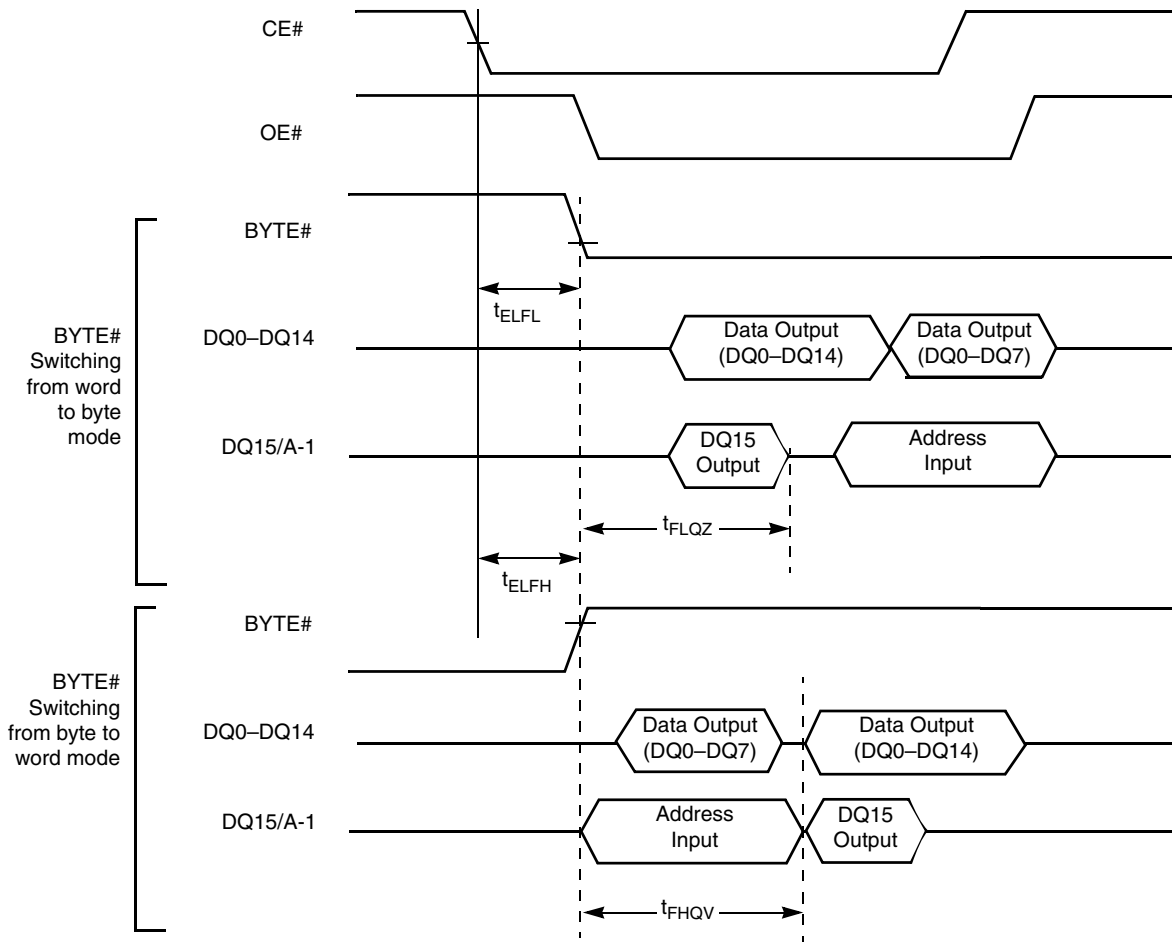 CE#
OE#
BYTE#
tELFL
BYTE#
Switching
from word
to byte
mode
DQ0–DQ14
Data Output
(DQ0–DQ14)
Data Output
(DQ0–DQ7)
DQ15/A-1
DQ15
Output
Address
Input
tFLQZ
tELFH
BYTE#
BYTE#
Switching
from byte to
word mode
DQ0–DQ14
Data Output
(DQ0–DQ7)
Data Output
(DQ0–DQ14)
DQ15/A-1
Address
Input
DQ15
Output
tFHQV